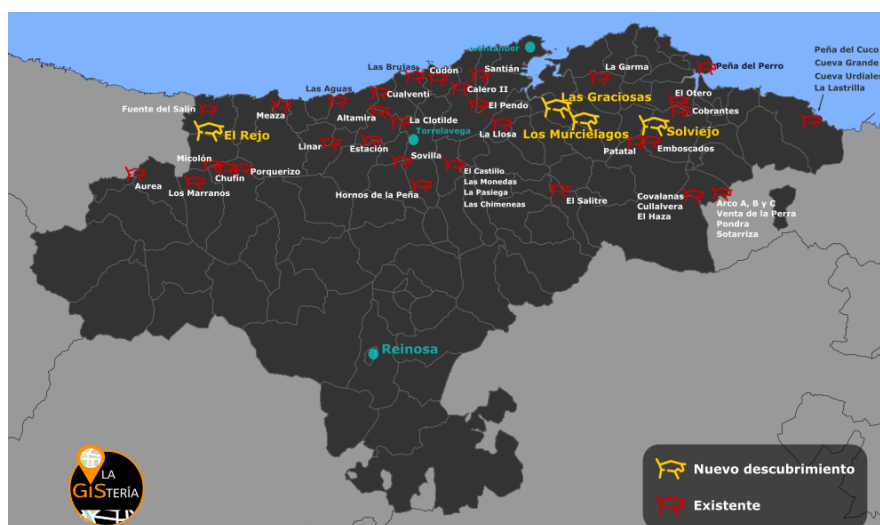 Santander
Peña del Cuco
Cueva Grande
Cueva Urdiales
La Lastrilla
Las Brujas
Cudón
Santián
La Garma
Peña del Perro
Las Aguas
Cualventi
Calero II
El Otero
Fuente del Salín
Meaza
Altamira
La Clotilde
El Pendo
Las Graciosas
Cobrantes
El Rejo
Torrelavega
La Llosa
Los Murciélagos
Solviejo
Linar
Estación
Patatal
Emboscados
Micolón
Chufín
Porquerizo
Sovilla
Aurea
Los Marranos
Hornos de la Peña
El Castillo
Las Monedas
La Pasiega
Las Chimeneas
El Salitre
Covalanas
Cullalvera
El Haza
Arco A, B y C
Venta de la Perra
Pondra
Sotarriza
Reinosa
LA
GiSTERÍA
Nuevo descubrimiento
Existente